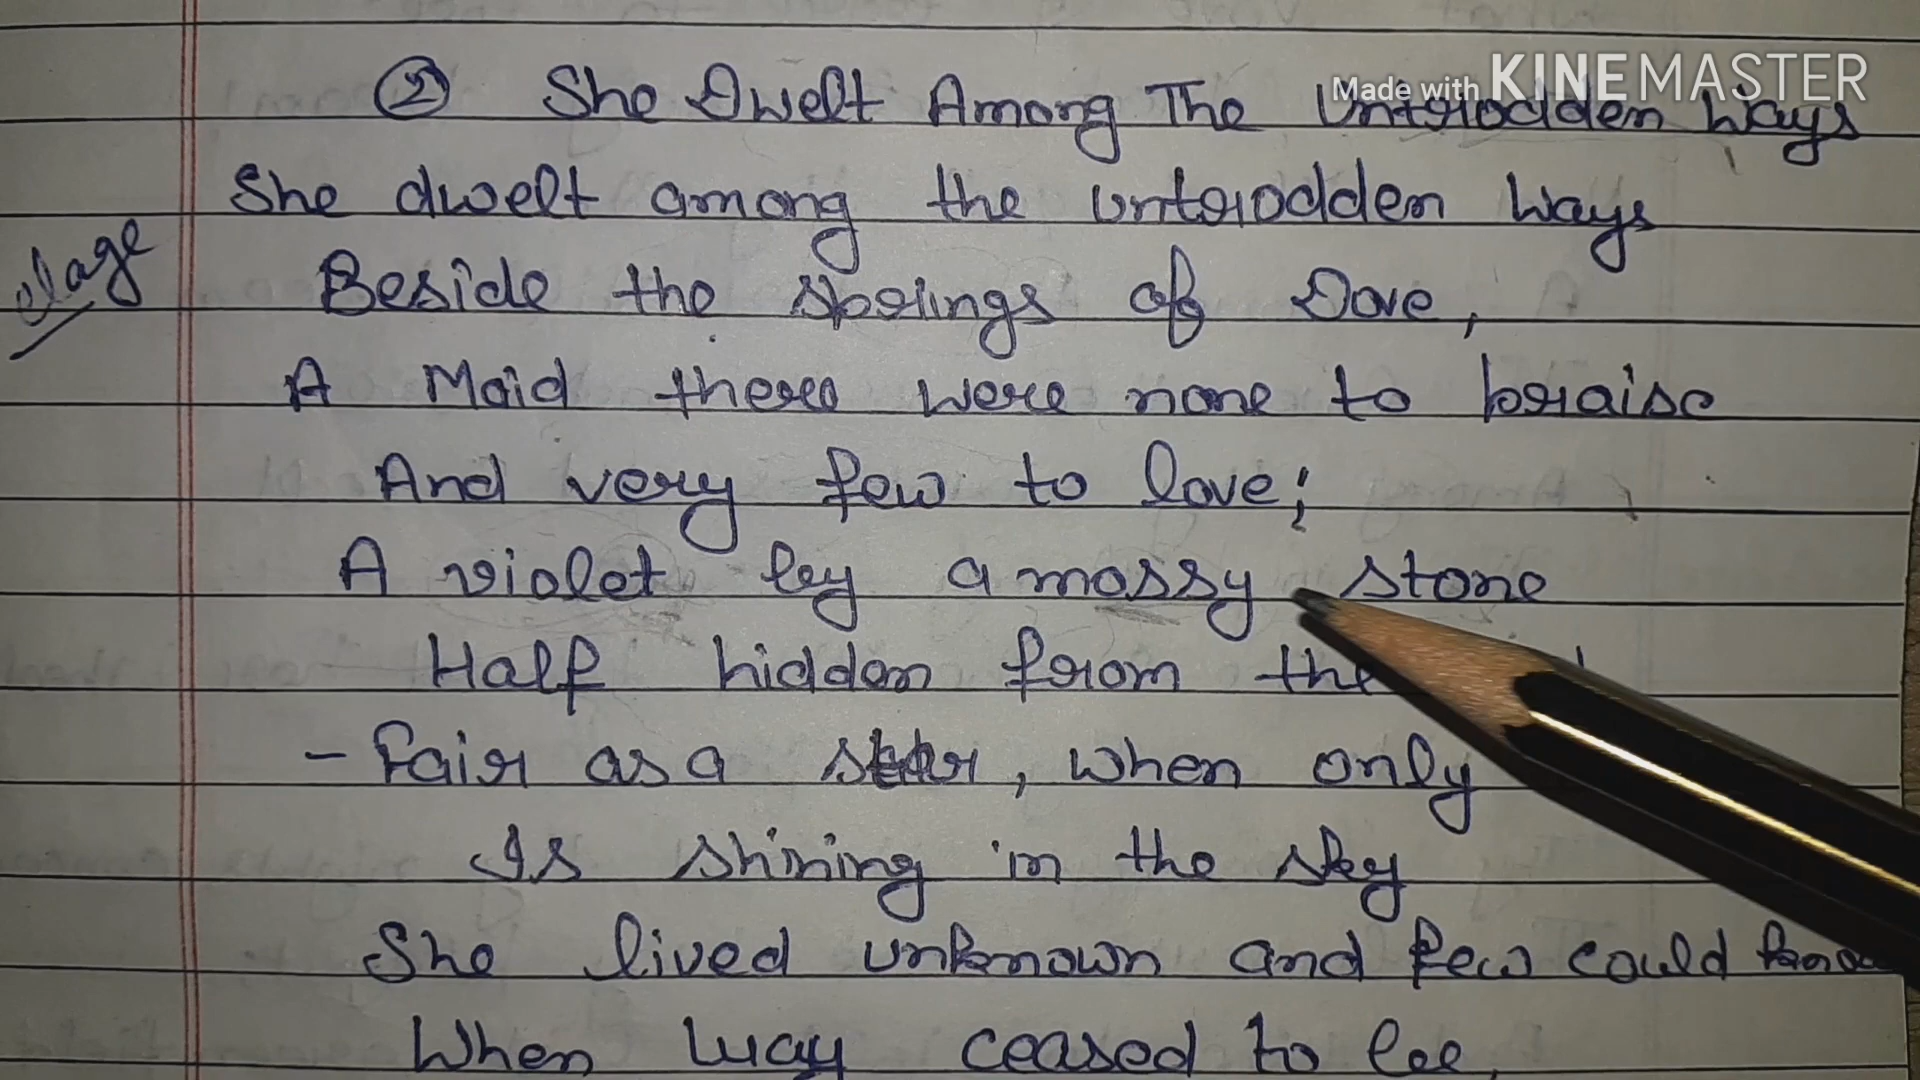 Made with KINEMASTER
② She Dwelt Among The Untrodden Ways
She dwelt among the untrodden ways
Beside the springs of Dove,
A Maid there were none to praise
And very few to love;
A violet by a mossy stone
Half hidden from the
- Fair as a star, when only
Is shining in the sky
She lived unknown and few could know
When Lucy ceased to be,